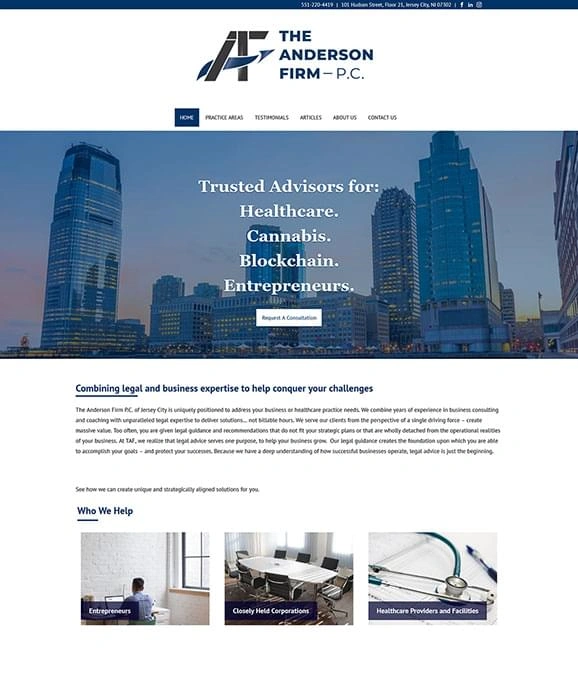 551-220-4419 | 101 Hudson Street, Floor 21, Jersey City, NJ 07302 |
THE
ANDERSON
FIRM – P.C.
HOME PRACTICE AREAS TESTIMONIALS ARTICLES ABOUT US CONTACT US
Trusted Advisors for:
Healthcare.
Cannabis.
Blockchain.
Entrepreneurs.
Request A Consultation
Combining legal and business expertise to help conquer your challenges
The Anderson Firm P.C. of Jersey City is uniquely positioned to address your business or healthcare practice needs. We combine years of experience in business consulting
and coaching with unparalleled legal expertise to deliver solutions... not billable hours. We serve our clients from the perspective of a single driving force – create
massive value. Too often, you are given legal guidance and recommendations that do not fit your strategic plans or that are wholly detached from the operational realities
of your business. At TAF, we realize that legal advice serves one purpose, to help your business grow. Our legal guidance creates the foundation upon which you are able
to accomplish your goals – and protect your successes. Because we have a deep understanding of how successful businesses operate, legal advice is just the beginning.
See how we can create unique and strategically aligned solutions for you.
Who We Help
Entrepreneurs
Closely Held Corporations
Healthcare Providers and Facilities